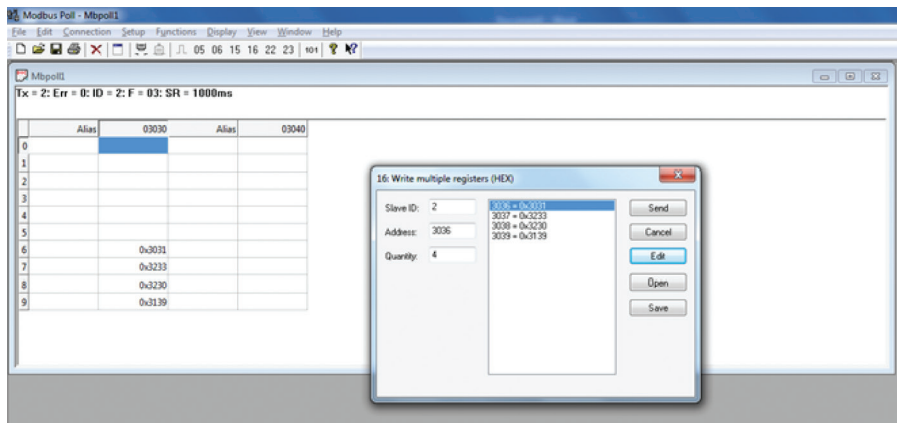 Modbus Poll - Mbpoll1
File Edit Connection Setup Functions Display View Window Help
05 06 15 16 22 23 101
Mbpoll1
Tx = 2: Err = 0: ID = 2: F = 03: SR = 1000ms
Alias 03030 Alias 03040
0
1
2
3
4
5
6 0x3031
7 0x3233
8 0x3230
9 0x3139
16: Write multiple registers (HEX)
Slave ID: 2
Address: 3036
Quantity: 4
3036 = 0x3031
3037 = 0x3233
3038 = 0x3230
3039 = 0x3139
Send
Cancel
Edit
Open
Save